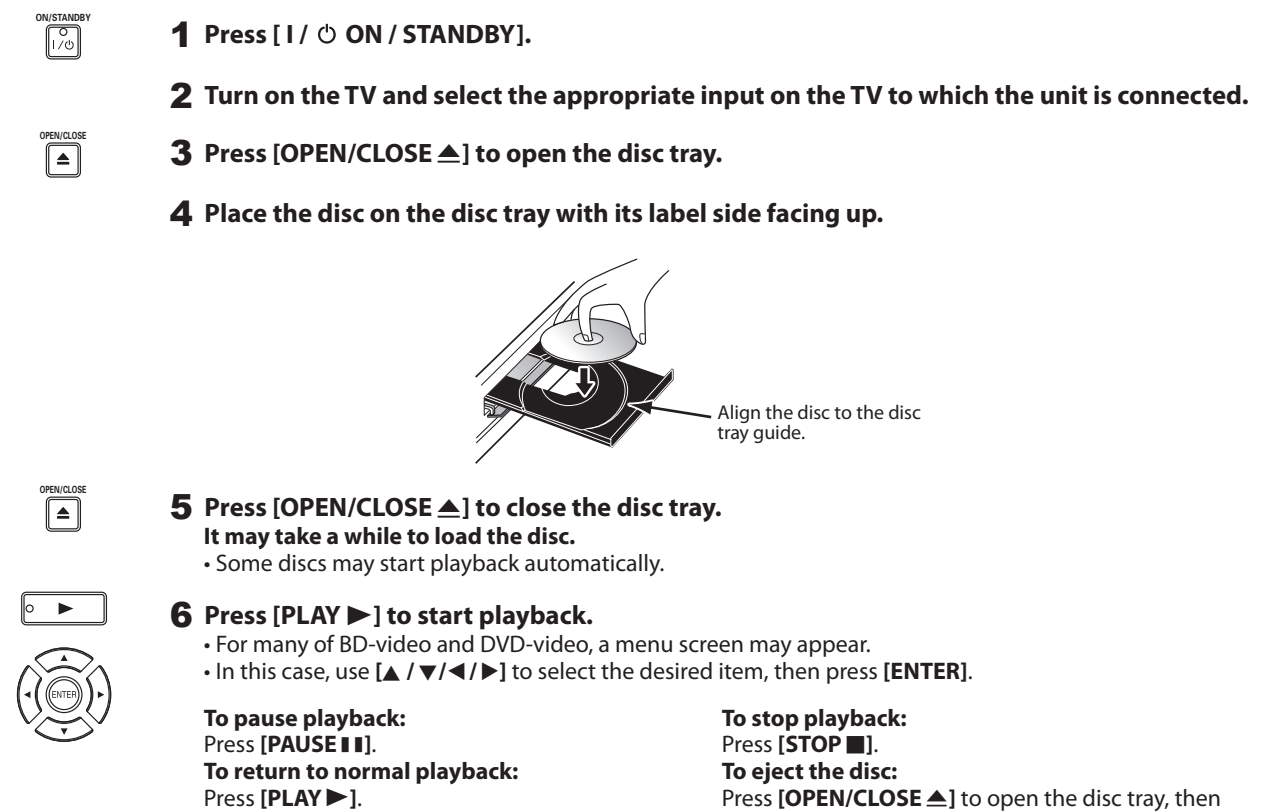 ON/STANDBY
I/⏻
1 Press [ I / ⏻ ON / STANDBY].
2 Turn on the TV and select the appropriate input on the TV to which the unit is connected.
OPEN/CLOSE
3 Press [OPEN/CLOSE ▲] to open the disc tray.
4 Place the disc on the disc tray with its label side facing up.
Align the disc to the disc
tray guide.
OPEN/CLOSE
5 Press [OPEN/CLOSE ▲] to close the disc tray.
It may take a while to load the disc.
• Some discs may start playback automatically.
6 Press [PLAY ▶] to start playback.
• For many of BD-video and DVD-video, a menu screen may appear.
• In this case, use [▲ / ▼/◀/▶] to select the desired item, then press [ENTER].
ENTER
To pause playback:
Press [PAUSE ▮▮].
To return to normal playback:
Press [PLAY ▶].
To stop playback:
Press [STOP ■].
To eject the disc:
Press [OPEN/CLOSE ▲] to open the disc tray, then